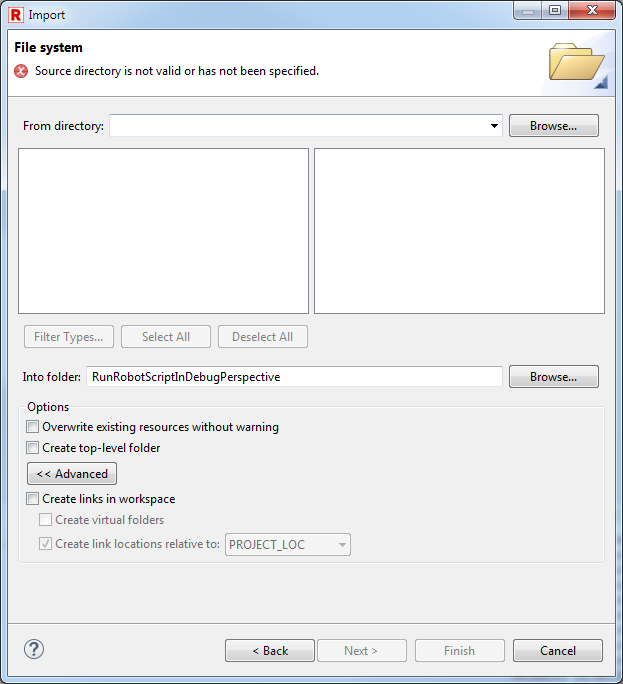 R Import
File system
Source directory is not valid or has not been specified.
From directory:
Browse...
Filter Types...
Select All
Deselect All
Into folder:
RunRobotScriptInDebugPerspective
Browse...
Options
Overwrite existing resources without warning
Create top-level folder
<< Advanced
Create links in workspace
Create virtual folders
Create link locations relative to:
PROJECT_LOC
?
< Back
Next >
Finish
Cancel